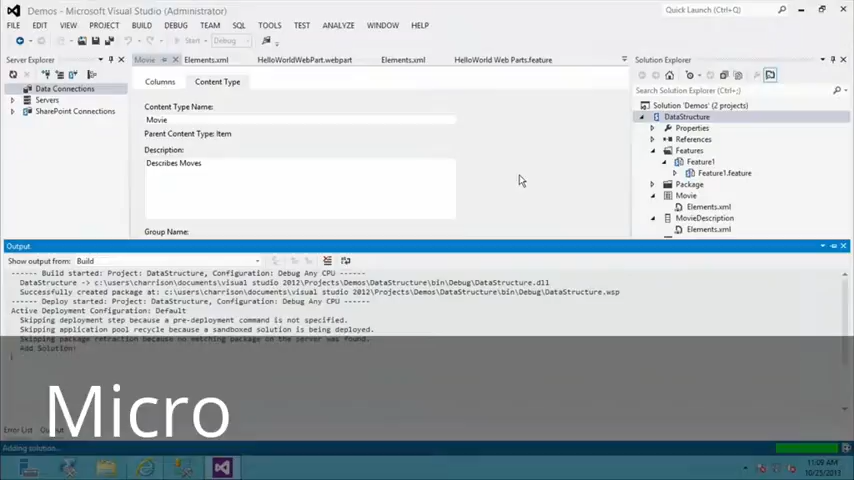 Demos - Microsoft Visual Studio (Administrator)
Quick Launch (Ctrl+Q)
FILE EDIT VIEW PROJECT BUILD DEBUG TEAM SQL TOOLS TEST ANALYZE WINDOW HELP
Start Debug
Server Explorer
Movie Elements.xml HelloWorldWebPart.webpart Elements.xml HelloWorld Web Parts.feature
Solution Explorer
Data Connections
Servers
SharePoint Connections
Columns Content Type
Content Type Name:
Movie
Parent Content Type: Item
Description:
Describes Moves
Group Name:
Search Solution Explorer (Ctrl+;)
Solution 'Demos' (2 projects)
DataStructure
Properties
References
Features
Feature1
Feature1.feature
Package
Movie
Elements.xml
MovieDescription
Elements.xml
Output
Show output from: Build
------ Build started: Project: DataStructure, Configuration: Debug Any CPU ------
DataStructure -> c:\users\charrison\documents\visual studio 2012\Projects\Demos\DataStructure\bin\Debug\DataStructure.dll
Successfully created package at: c:\users\charrison\documents\visual studio 2012\Projects\Demos\DataStructure\bin\Debug\DataStructure.wsp
------ Deploy started: Project: DataStructure, Configuration: Debug Any CPU ------
Active Deployment Configuration: Default
Skipping deployment step because a pre-deployment command is not specified.
Skipping application pool recycle because a sandboxed solution is being deployed.
Skipping package retraction because no matching package on the server was found.
Add Solution:
Micro
Error List Output
Adding solution...
11:09 AM
10/25/2013